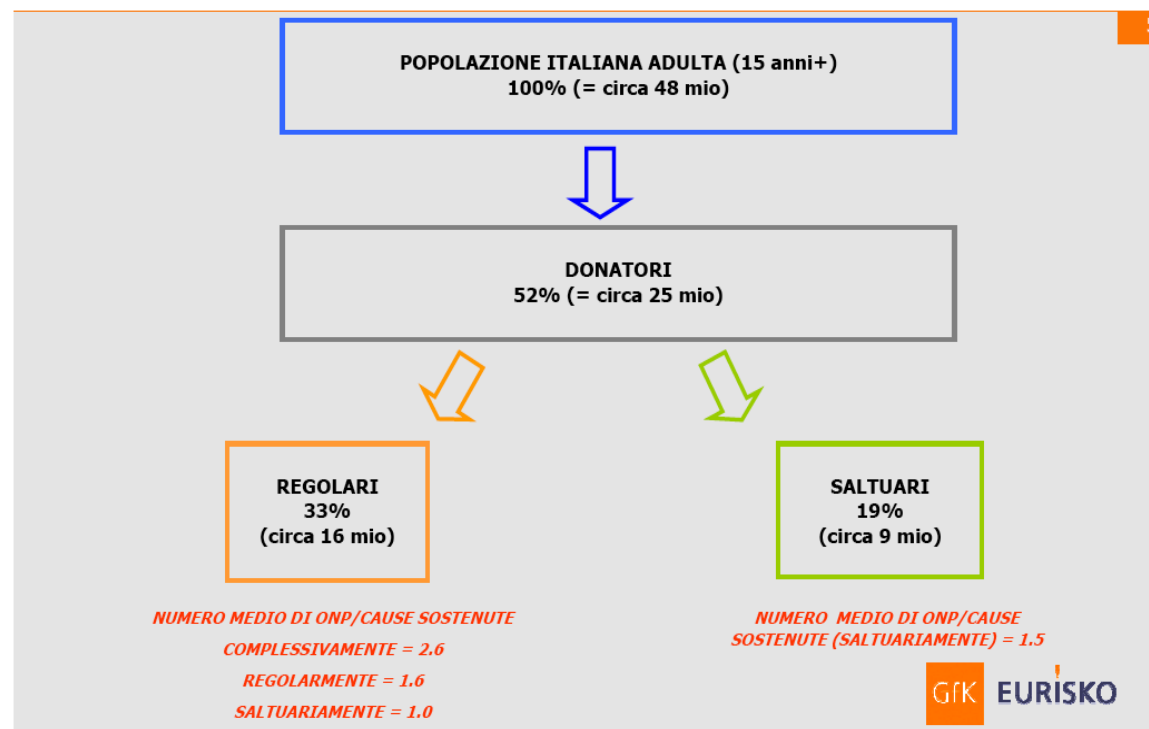 POPOLAZIONE ITALIANA ADULTA (15 anni+)
100% (= circa 48 mio)
DONATORI
52% (= circa 25 mio)
REGOLARI
33%
(circa 16 mio)
SALTUARI
19%
(circa 9 mio)
NUMERO MEDIO DI ONP/CAUSE SOSTENUTE
COMPLESSIVAMENTE = 2.6
REGOLARMENTE = 1.6
SALTUARIAMENTE = 1.0
NUMERO MEDIO DI ONP/CAUSE
SOSTENUTE (SALTUARIAMENTE) = 1.5
GfK EURISKO